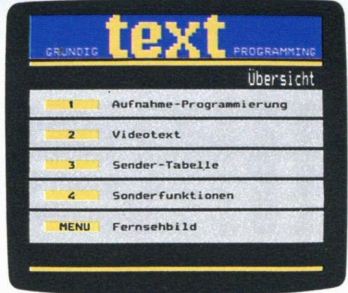 GRUNDIG text PROGRAMMING
Übersicht
1 Aufnahme-Programmierung
2 Videotext
3 Sender-Tabelle
4 Sonderfunktionen
MENU Fernsehbild